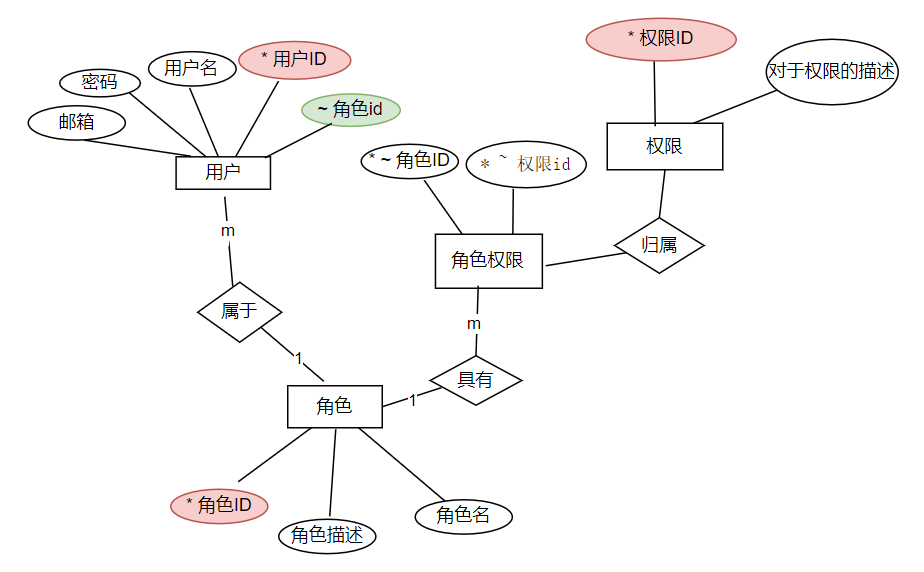 * 权限ID
对于权限的描述
* 用户ID
用户名
密码
邮箱
~ 角色id
用户
权限
* ~ 角色ID
* ~ 权限id
m
属于
1
角色权限
归属
m
具有
1
角色
* 角色ID
角色描述
角色名